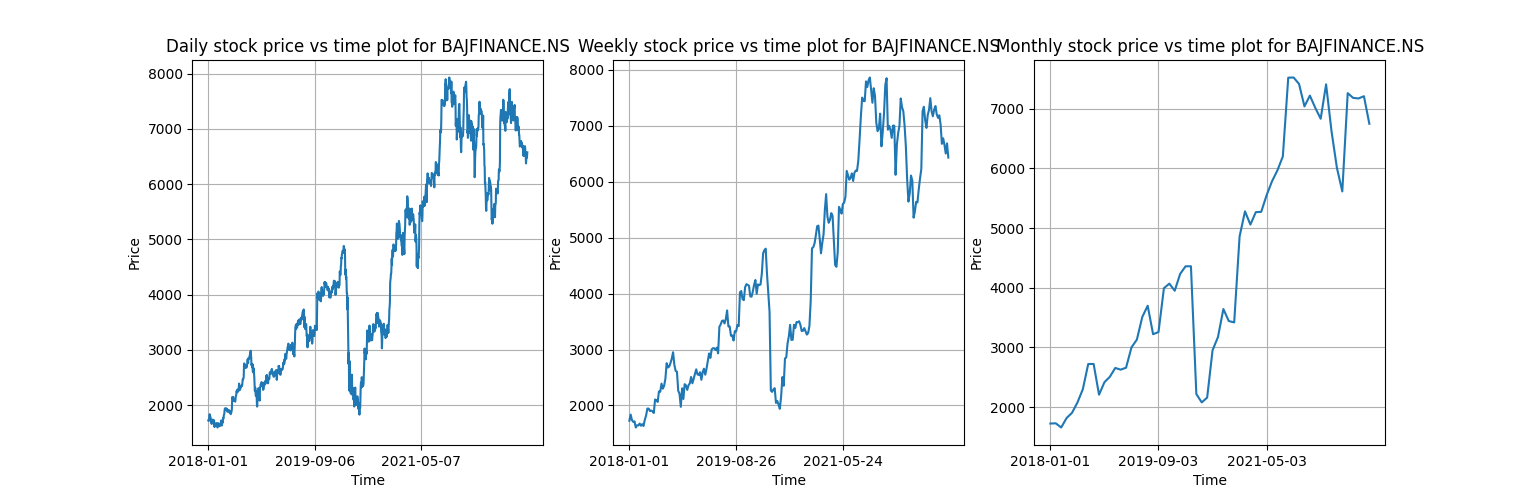 Daily stock price vs time plot for BAJFINANCE.NS
8000
7000
6000
5000
4000
3000
2000
Price
2018-01-01 2019-09-06 2021-05-07
Time
Weekly stock price vs time plot for BAJFINANCE.NS
8000
7000
6000
5000
4000
3000
2000
Price
2018-01-01 2019-08-26 2021-05-24
Time
Monthly stock price vs time plot for BAJFINANCE.NS
7000
6000
5000
4000
3000
2000
Price
2018-01-01 2019-09-03 2021-05-03
Time